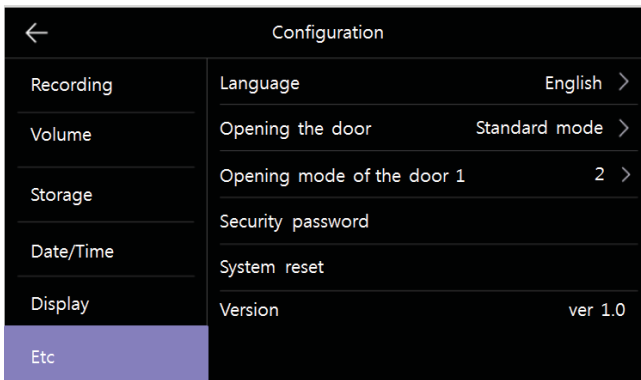 Configuration
Recording
Volume
Storage
Date/Time
Display
Etc
Language English
Opening the door Standard mode
Opening mode of the door 1 2
Security password
System reset
Version ver 1.0